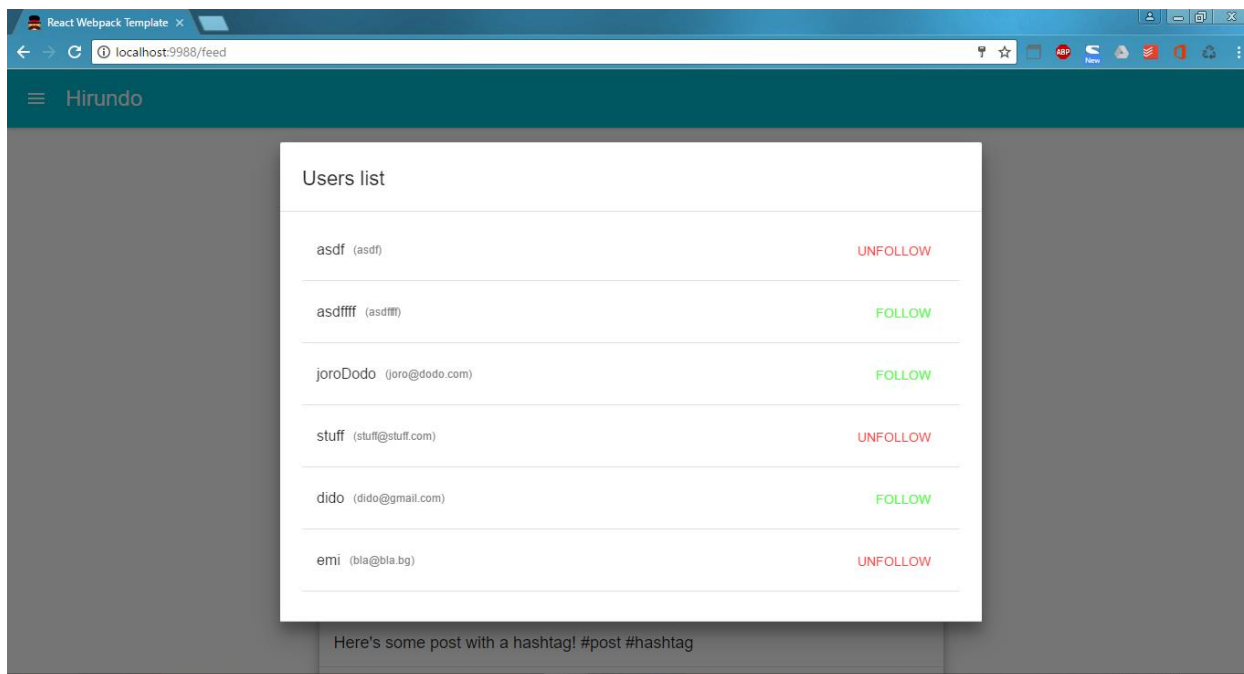 React Webpack Template
localhost:9988/feed
ABP
New
Hirundo
Users list
asdf (asdf)
UNFOLLOW
asdffff (asdffff)
FOLLOW
joroDodo (joro@dodo.com)
FOLLOW
stuff (stuff@stuff.com)
UNFOLLOW
dido (dido@gmail.com)
FOLLOW
emi (bla@bla.bg)
UNFOLLOW
Here's some post with a hashtag! #post #hashtag